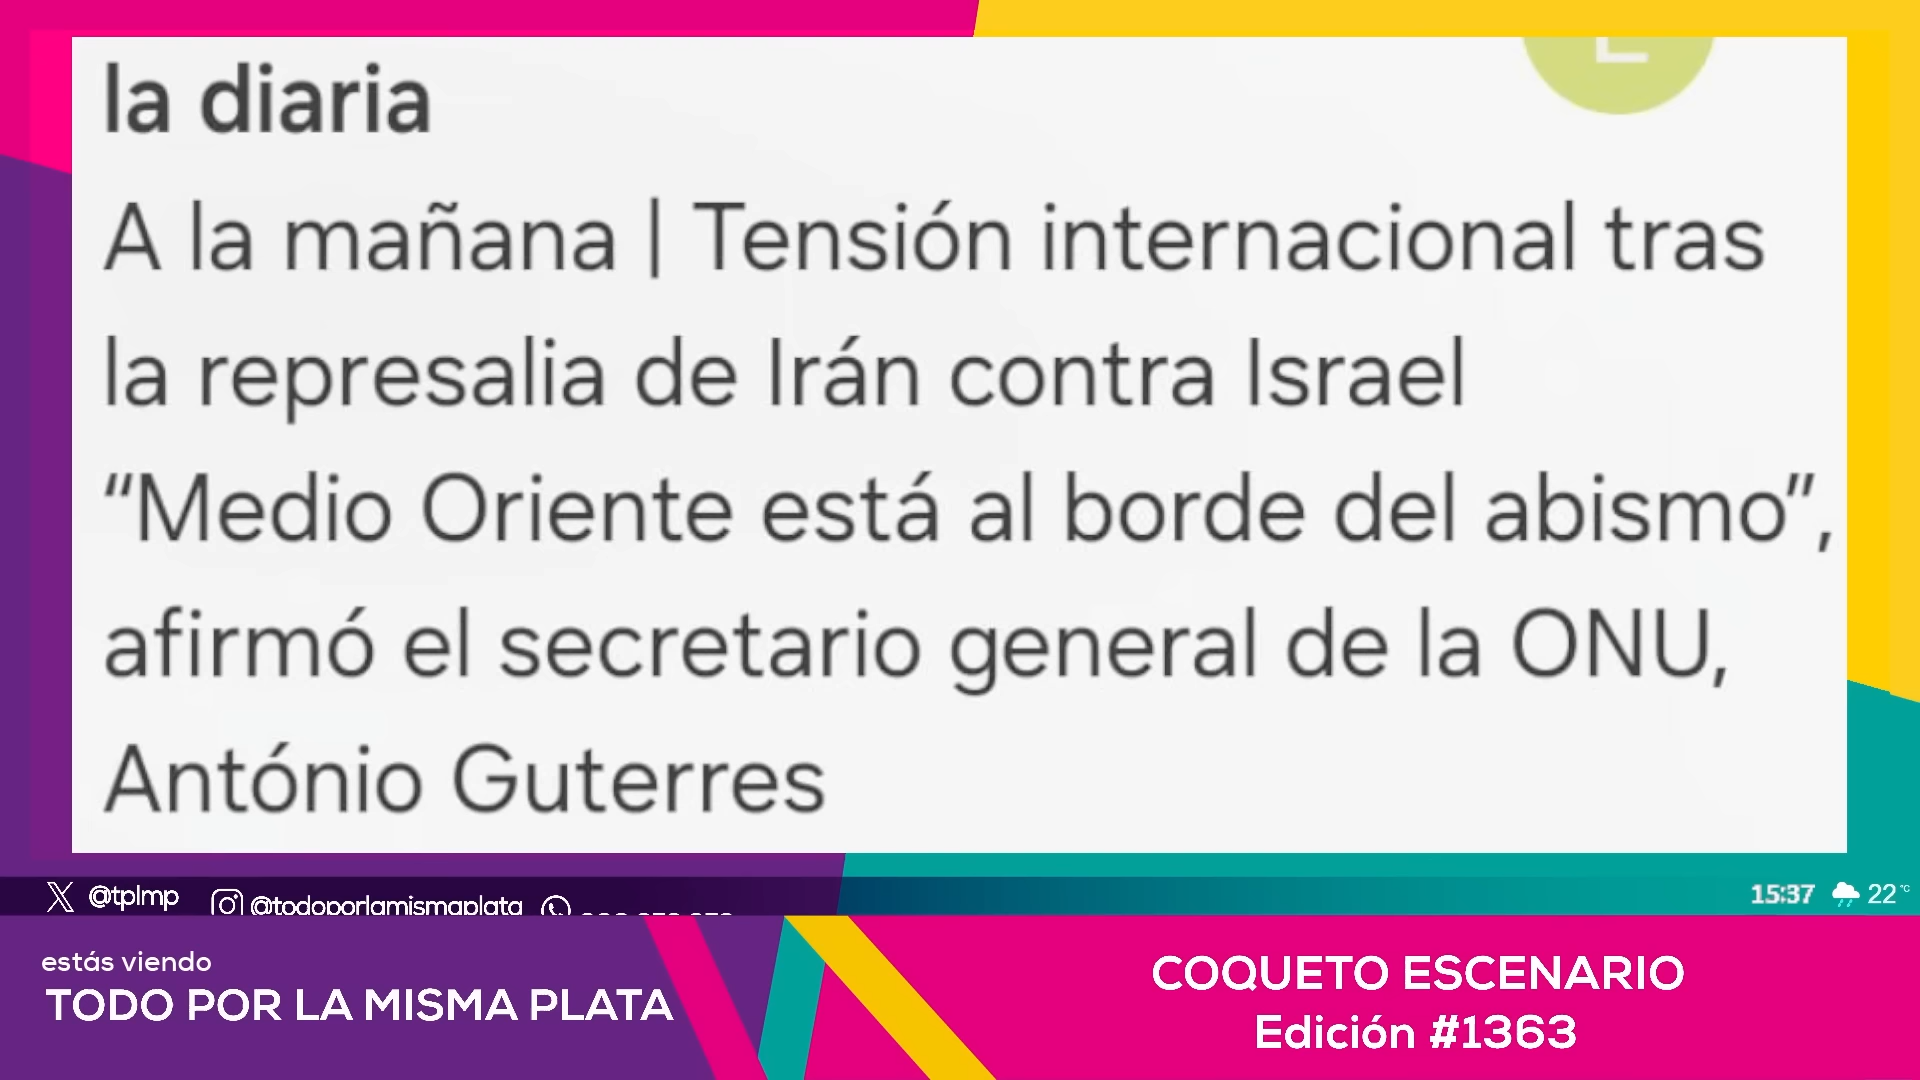 la diaria
A la mañana | Tensión internacional tras
la represalia de Irán contra Israel
“Medio Oriente está al borde del abismo”,
afirmó el secretario general de la ONU,
António Guterres
@tplmp @todoporlamismaplata
15:37 22°C
estás viendo
TODO POR LA MISMA PLATA
COQUETO ESCENARIO
Edición #1363